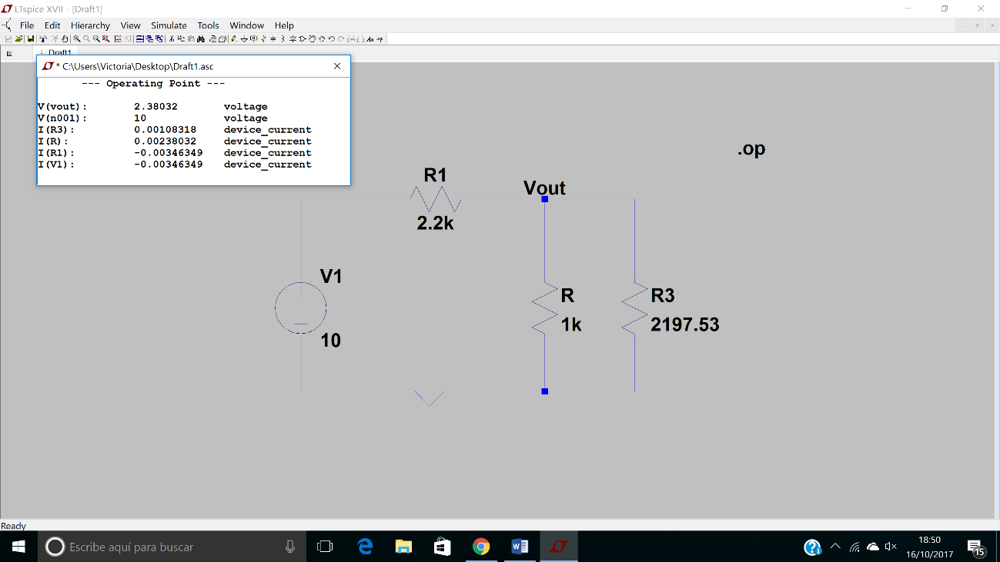 LTspice XVII - [Draft1]
File Edit Hierarchy View Simulate Tools Window Help
Draft1
* C:\Users\Victoria\Desktop\Draft1.asc
--- Operating Point ---
V(vout): 2.38032 voltage
V(n001): 10 voltage
I(R3): 0.00108318 device_current
I(R): 0.00238032 device_current
I(R1): -0.00346349 device_current
I(V1): -0.00346349 device_current
.op
R1
2.2k
Vout
V1
10
R
1k
R3
2197.53
Ready
Escribe aquí para buscar
18:50
16/10/2017
15